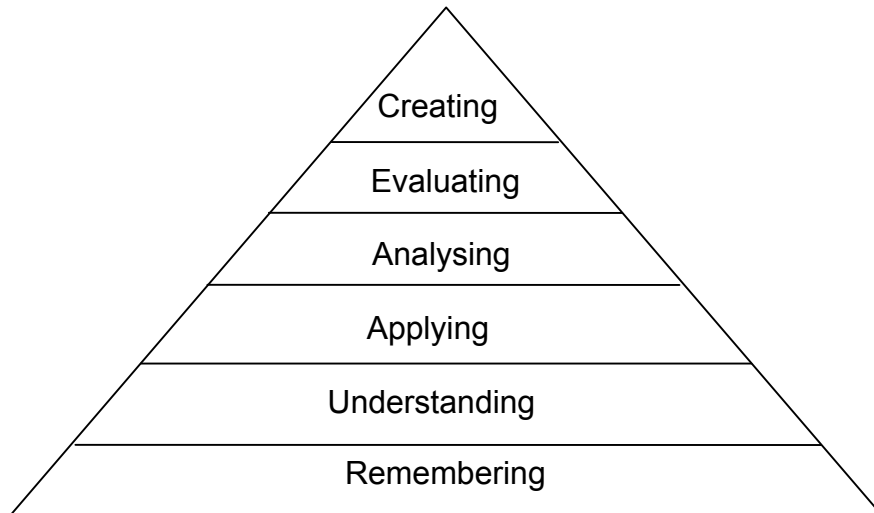 Creating
Evaluating
Analysing
Applying
Understanding
Remembering